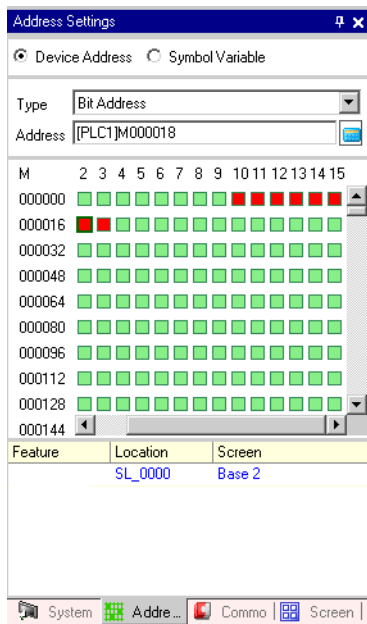 Address Settings
Device Address Symbol Variable
Type Bit Address
Address [PLC1]M000018
M 2 3 4 5 6 7 8 9 10 11 12 13 14 15
000000
000016
000032
000048
000064
000080
000096
000112
000128
000144
Feature Location Screen
SL_0000 Base 2
System Addre... Commo Screen